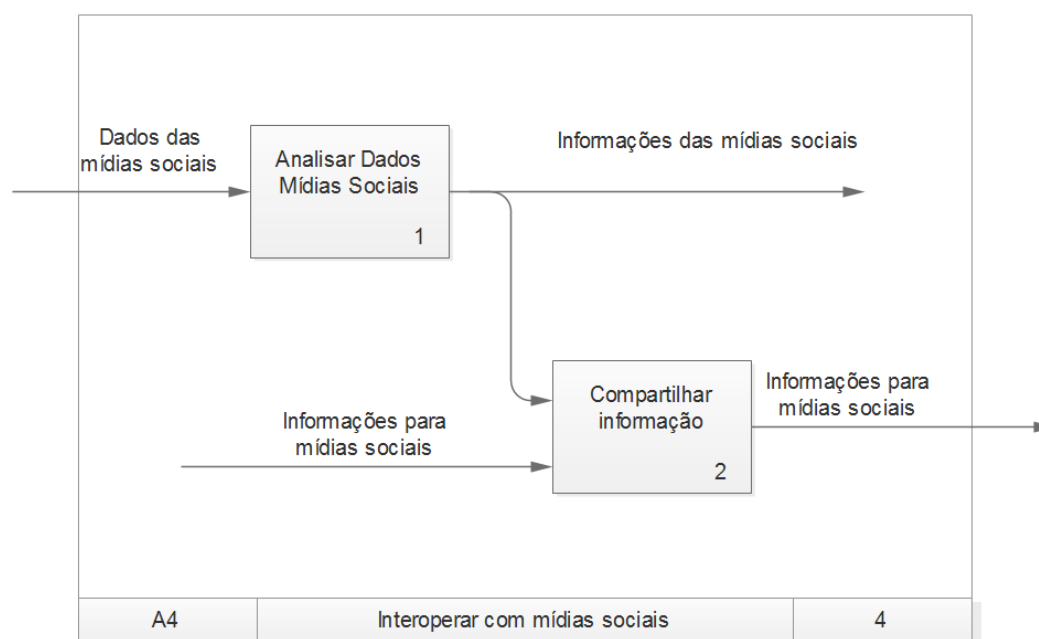 Dados das
mídias sociais
Analisar Dados
Mídias Sociais
1
Informações das mídias sociais
Informações para
mídias sociais
Compartilhar
informação
2
Informações para
mídias sociais
A4
Interoperar com mídias sociais
4